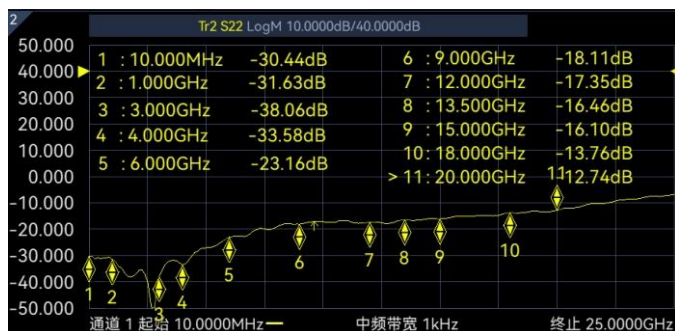 2
Tr2 S22 LogM 10.0000dB/40.0000dB
50.000
40.000
30.000
20.000
10.000
0.000
-10.000
-20.000
-30.000
-40.000
-50.000
1 : 10.000MHz -30.44dB
2 : 1.000GHz -31.63dB
3 : 3.000GHz -38.06dB
4 : 4.000GHz -33.58dB
5 : 6.000GHz -23.16dB
6 : 9.000GHz -18.11dB
7 : 12.000GHz -17.35dB
8 : 13.500GHz -16.46dB
9 : 15.000GHz -16.10dB
10: 18.000GHz -13.76dB
> 11: 20.000GHz -12.74dB
11
1
2
3
4
5
6
7
8
9
10
通道 1 起始 10.0000MHz 中频带宽 1kHz 终止 25.0000GHz